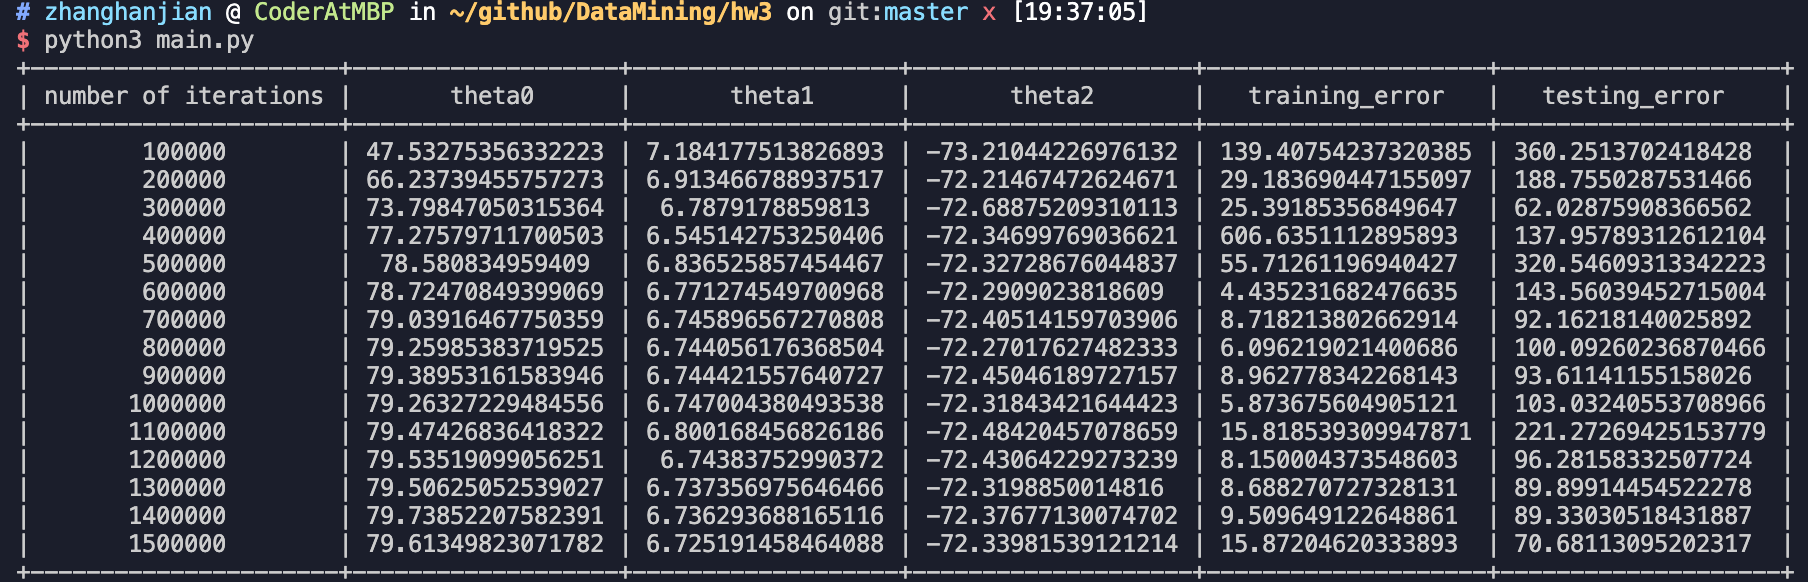 # zhanghanjian @ CoderAtMBP in ~/github/DataMining/hw3 on git:master x [19:37:05]
$ python3 main.py
+----------------------+-------------------+-------------------+--------------------+--------------------+--------------------+
| number of iterations |       theta0      |       theta1      |       theta2       |   training_error   |   testing_error    |
+----------------------+-------------------+-------------------+--------------------+--------------------+--------------------+
|        100000        | 47.53275356332223 | 7.184177513826893 | -73.21044226976132 | 139.40754237320385 | 360.2513702418428  |
|        200000        | 66.23739455757273 | 6.913466788937517 | -72.21467472624671 | 29.183690447155097 | 188.7550287531466  |
|        300000        | 73.79847050315364 |  6.7879178859813  | -72.68875209310113 | 25.39185356849647  | 62.02875908366562  |
|        400000        | 77.27579711700503 | 6.545142753250406 | -72.34699769036621 | 606.6351112895893  | 137.95789312612104 |
|        500000        |  78.580834959409  | 6.836525857454467 | -72.32728676044837 | 55.71261196940427  | 320.54609313342223 |
|        600000        | 78.72470849399069 | 6.771274549700968 | -72.2909023818609  | 4.435231682476635  | 143.56039452715004 |
|        700000        | 79.03916467750359 | 6.745896567270808 | -72.40514159703906 | 8.718213802662914  | 92.16218140025892  |
|        800000        | 79.25985383719525 | 6.744056176368504 | -72.27017627482333 | 6.096219021400686  | 100.09260236870466 |
|        900000        | 79.38953161583946 | 6.744421557640727 | -72.45046189727157 | 8.962778342268143  | 93.61141155158026  |
|       1000000        | 79.26327229484556 | 6.747004380493538 | -72.31843421644423 | 5.873675604905121  | 103.03240553708966 |
|       1100000        | 79.47426836418322 | 6.800168456826186 | -72.48420457078659 | 15.818539309947871 | 221.27269425153779 |
|       1200000        | 79.53519099056251 |  6.74383752990372 | -72.43064229273239 | 8.150004373548603  | 96.28158332507724  |
|       1300000        | 79.50625052539027 | 6.737356975646466 | -72.3198850014816  | 8.688270727328131  | 89.89914454522278  |
|       1400000        | 79.73852207582391 | 6.736293688165116 | -72.37677130074702 | 9.509649122648861  | 89.33030518431887  |
|       1500000        | 79.61349823071782 | 6.725191458464088 | -72.33981539121214 | 15.87204620333893  | 70.68113095202317  |
+----------------------+-------------------+-------------------+--------------------+--------------------+--------------------+